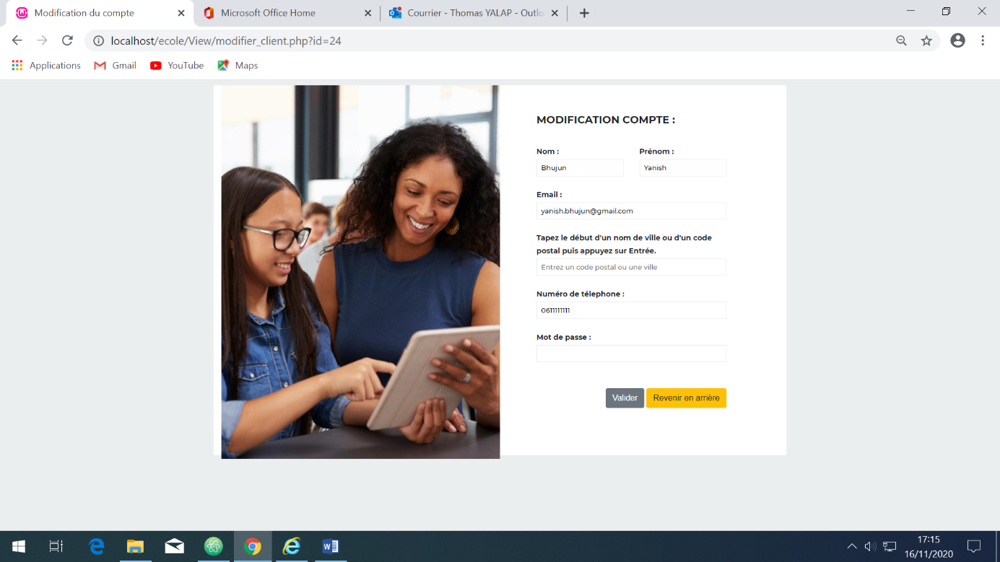 Modification du compte
Microsoft Office Home
Courrier - Thomas YALAP - Outlo
localhost/ecole/View/modifier_client.php?id=24
Applications
Gmail
YouTube
Maps
MODIFICATION COMPTE :
Nom :
Prénom :
Bhujun
Yanish
Email :
yanish.bhujun@gmail.com
Tapez le début d'un nom de ville ou d'un code
postal puis appuyez sur Entrée.
Entrez un code postal ou une ville
Numéro de télephone :
0611111111
Mot de passe :
Valider
Revenir en arrière
17:15
16/11/2020